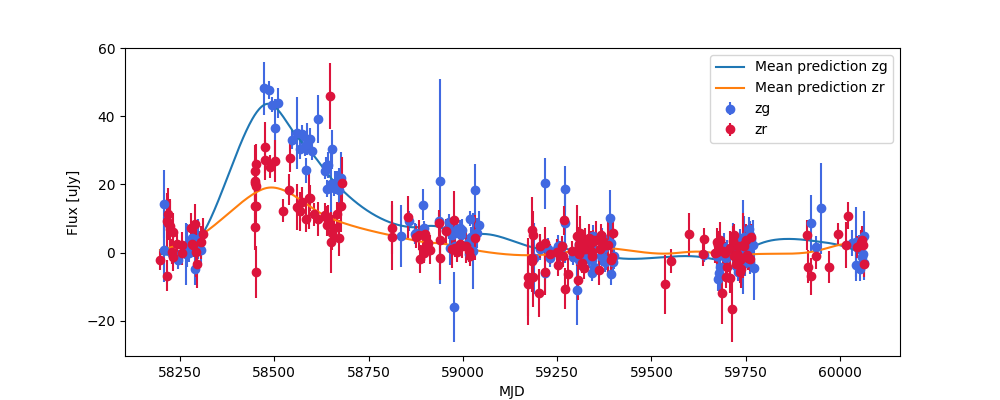 60
40
20
0
−20
Flux [uJy]
58250 58500 58750 59000 59250 59500 59750 60000
MJD
Mean prediction zg
Mean prediction zr
zg
zr